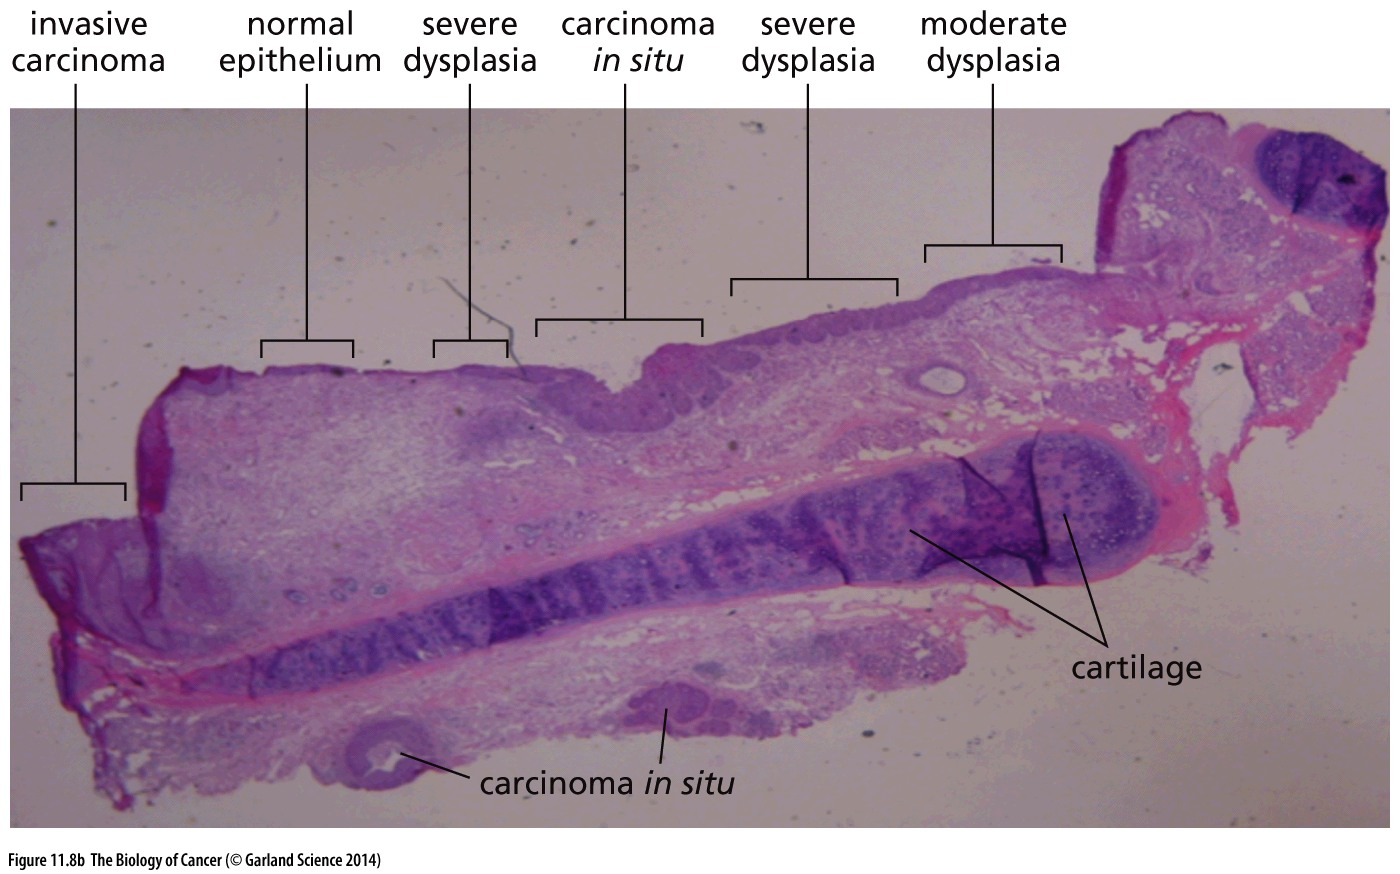 invasive
carcinoma
normal
epithelium
severe
dysplasia
carcinoma
in situ
severe
dysplasia
moderate
dysplasia
cartilage
carcinoma in situ
Figure 11.8b The Biology of Cancer (© Garland Science 2014)